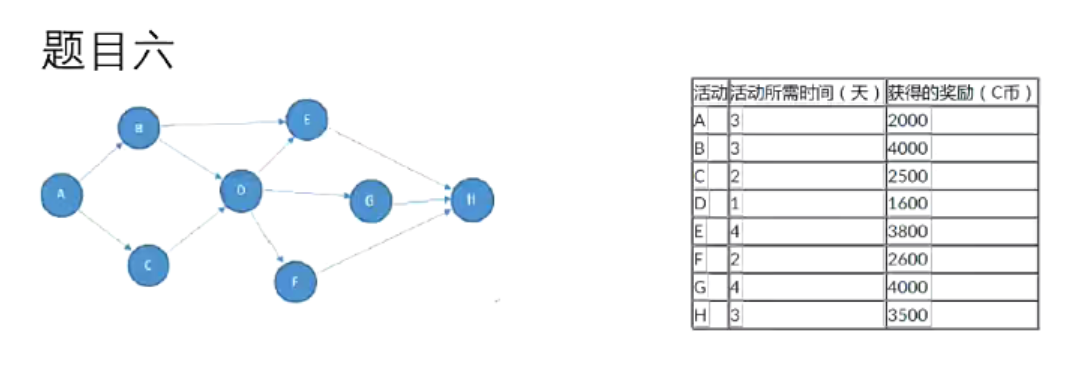 题目六
B
E
A
D
G
H
C
F
活动 活动所需时间（天） 获得的奖励（C币）
A 3 2000
B 3 4000
C 2 2500
D 1 1600
E 4 3800
F 2 2600
G 4 4000
H 3 3500